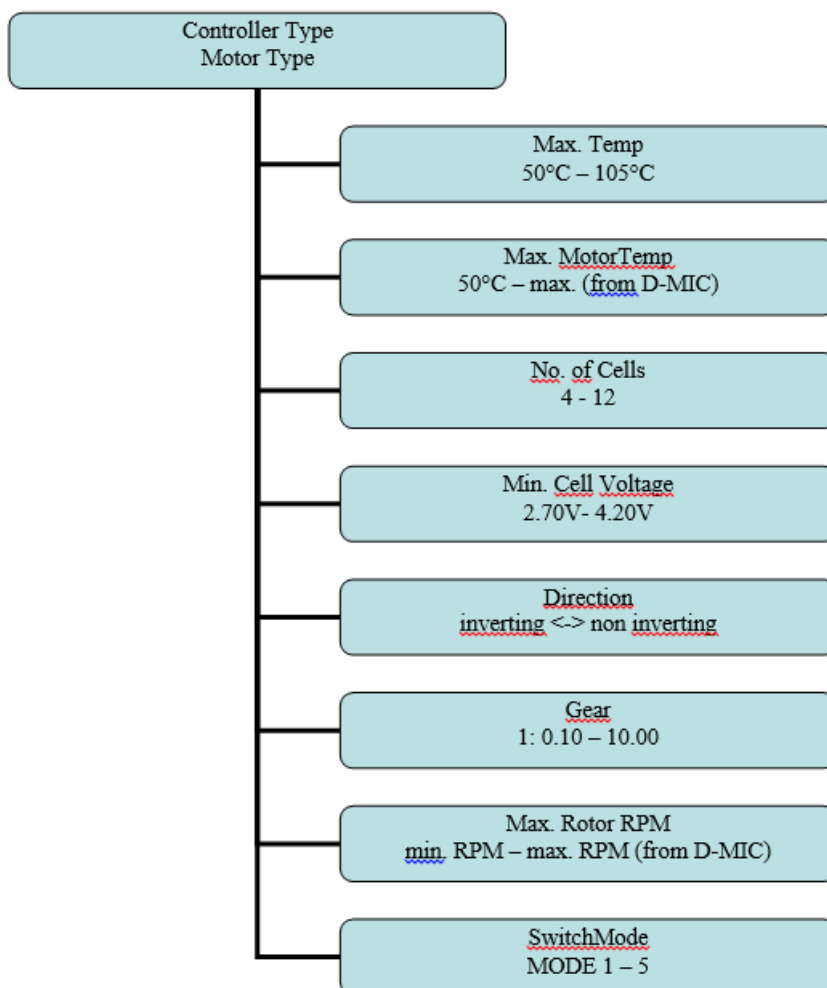 Controller Type
Motor Type
Max. Temp
50°C – 105°C
Max. MotorTemp
50°C – max. (from D-MIC)
No. of Cells
4 - 12
Min. Cell Voltage
2.70V- 4.20V
Direction
inverting <-> non inverting
Gear
1: 0.10 – 10.00
Max. Rotor RPM
min. RPM – max. RPM (from D-MIC)
SwitchMode
MODE 1 – 5